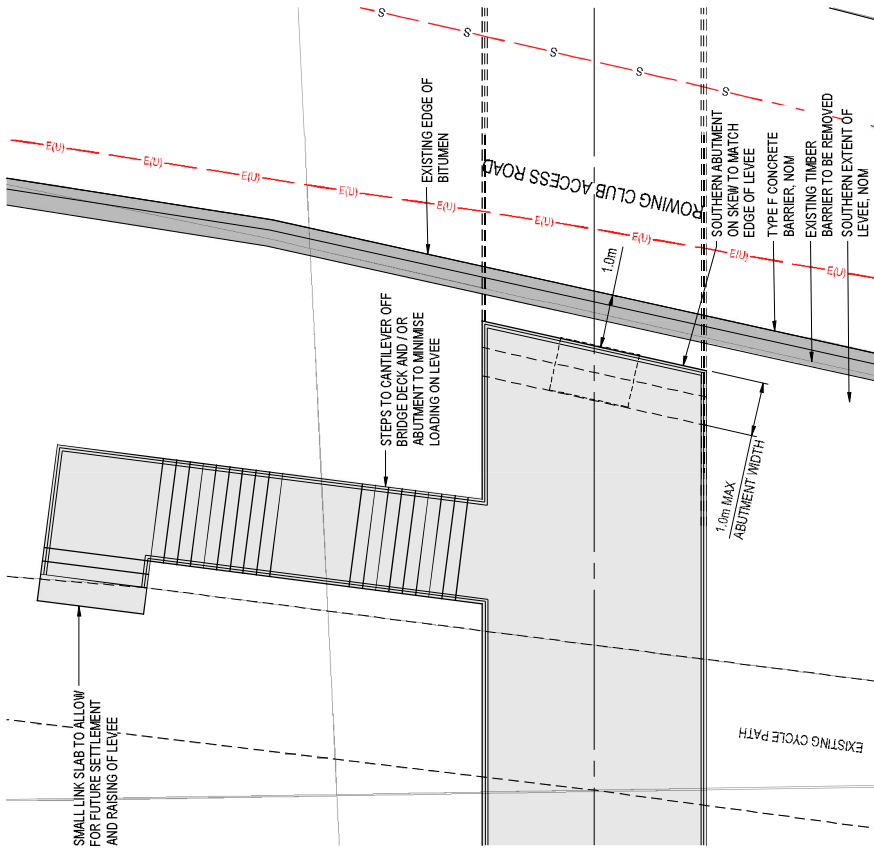 S
S
S
S
E(U)
E(U)
E(U)
E(U)
E(U)
E(U)
E(U)
E(U)
E(U)
EXISTING EDGE OF
BITUMEN
ROWING CLUB ACCESS ROAD
1.0m
SOUTHERN ABUTMENT
ON SKEW TO MATCH
EDGE OF LEVEE
TYPE F CONCRETE
BARRIER, NOM
EXISTING TIMBER
BARRIER TO BE REMOVED
SOUTHERN EXTENT OF
LEVEE, NOM
STEPS TO CANTILEVER OFF
BRIDGE DECK AND / OR
ABUTMENT TO MINIMISE
LOADING ON LEVEE
1.0m MAX
ABUTMENT WIDTH
SMALL LINK SLAB TO ALLOW
FOR FUTURE SETTLEMENT
AND RAISING OF LEVEE
EXISTING CYCLE PATH